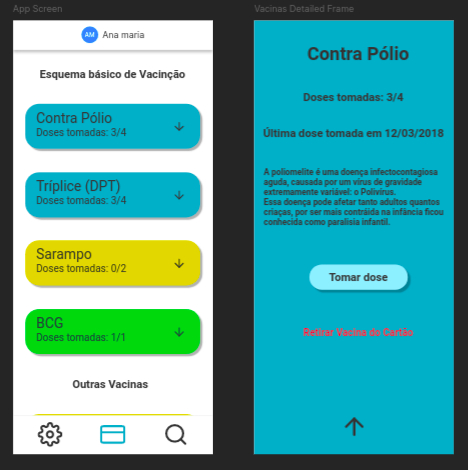 App Screen
AM Ana maria
Esquema básico de Vacinção
Contra Pólio
Doses tomadas: 3/4
Tríplice (DPT)
Doses tomadas: 3/4
Sarampo
Doses tomadas: 0/2
BCG
Doses tomadas: 1/1
Outras Vacinas
Vacinas Detailed Frame
Contra Pólio
Doses tomadas: 3/4
Última dose tomada em 12/03/2018
A poliomelite é uma doença infectocontagiosa
aguda, causada por um vírus de gravidade
extremamente variável: o Polivírus.
Essa doença pode afetar tanto adultos quantos
criaças, por ser mais contráida na infância ficou
conhecida como paralisia infantil.
Tomar dose
Retirar Vacina do Cartão